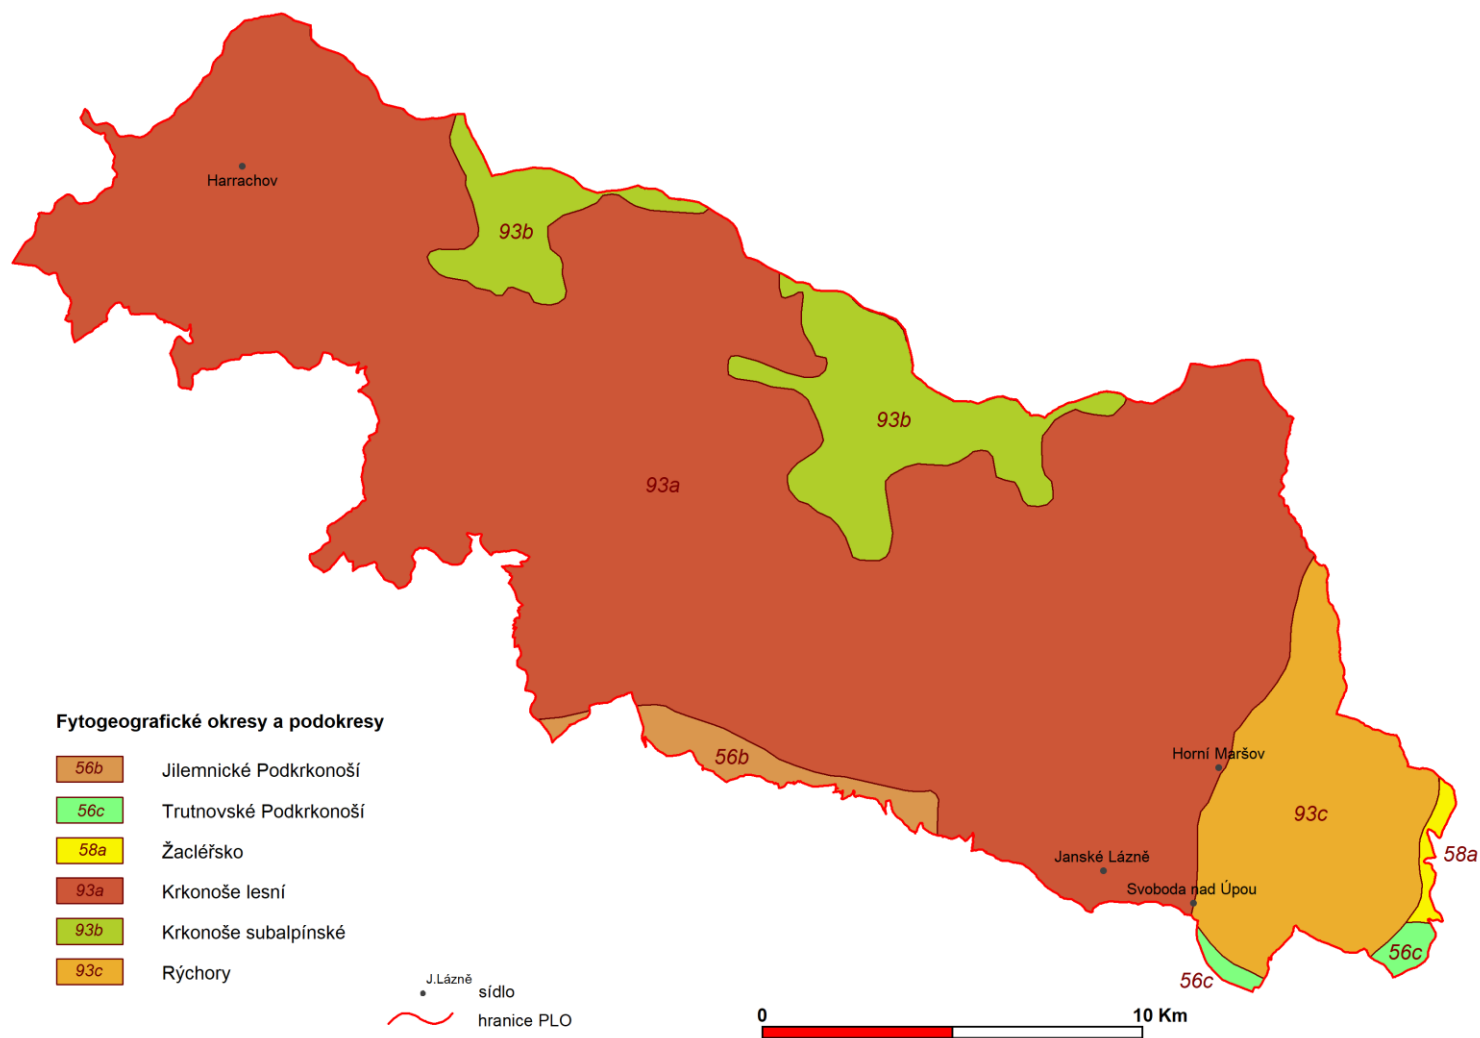 Harrachov
93b
93b
93a
56b
Horní Maršov
93c
58a
Janské Lázně
Svoboda nad Úpou
56c
56c
Fytogeografické okresy a podokresy
56b Jilemnické Podkrkonoší
56c Trutnovské Podkrkonoší
58a Žacléřsko
93a Krkonoše lesní
93b Krkonoše subalpínské
93c Rýchory
J.Lázně sídlo
hranice PLO
0 10 Km